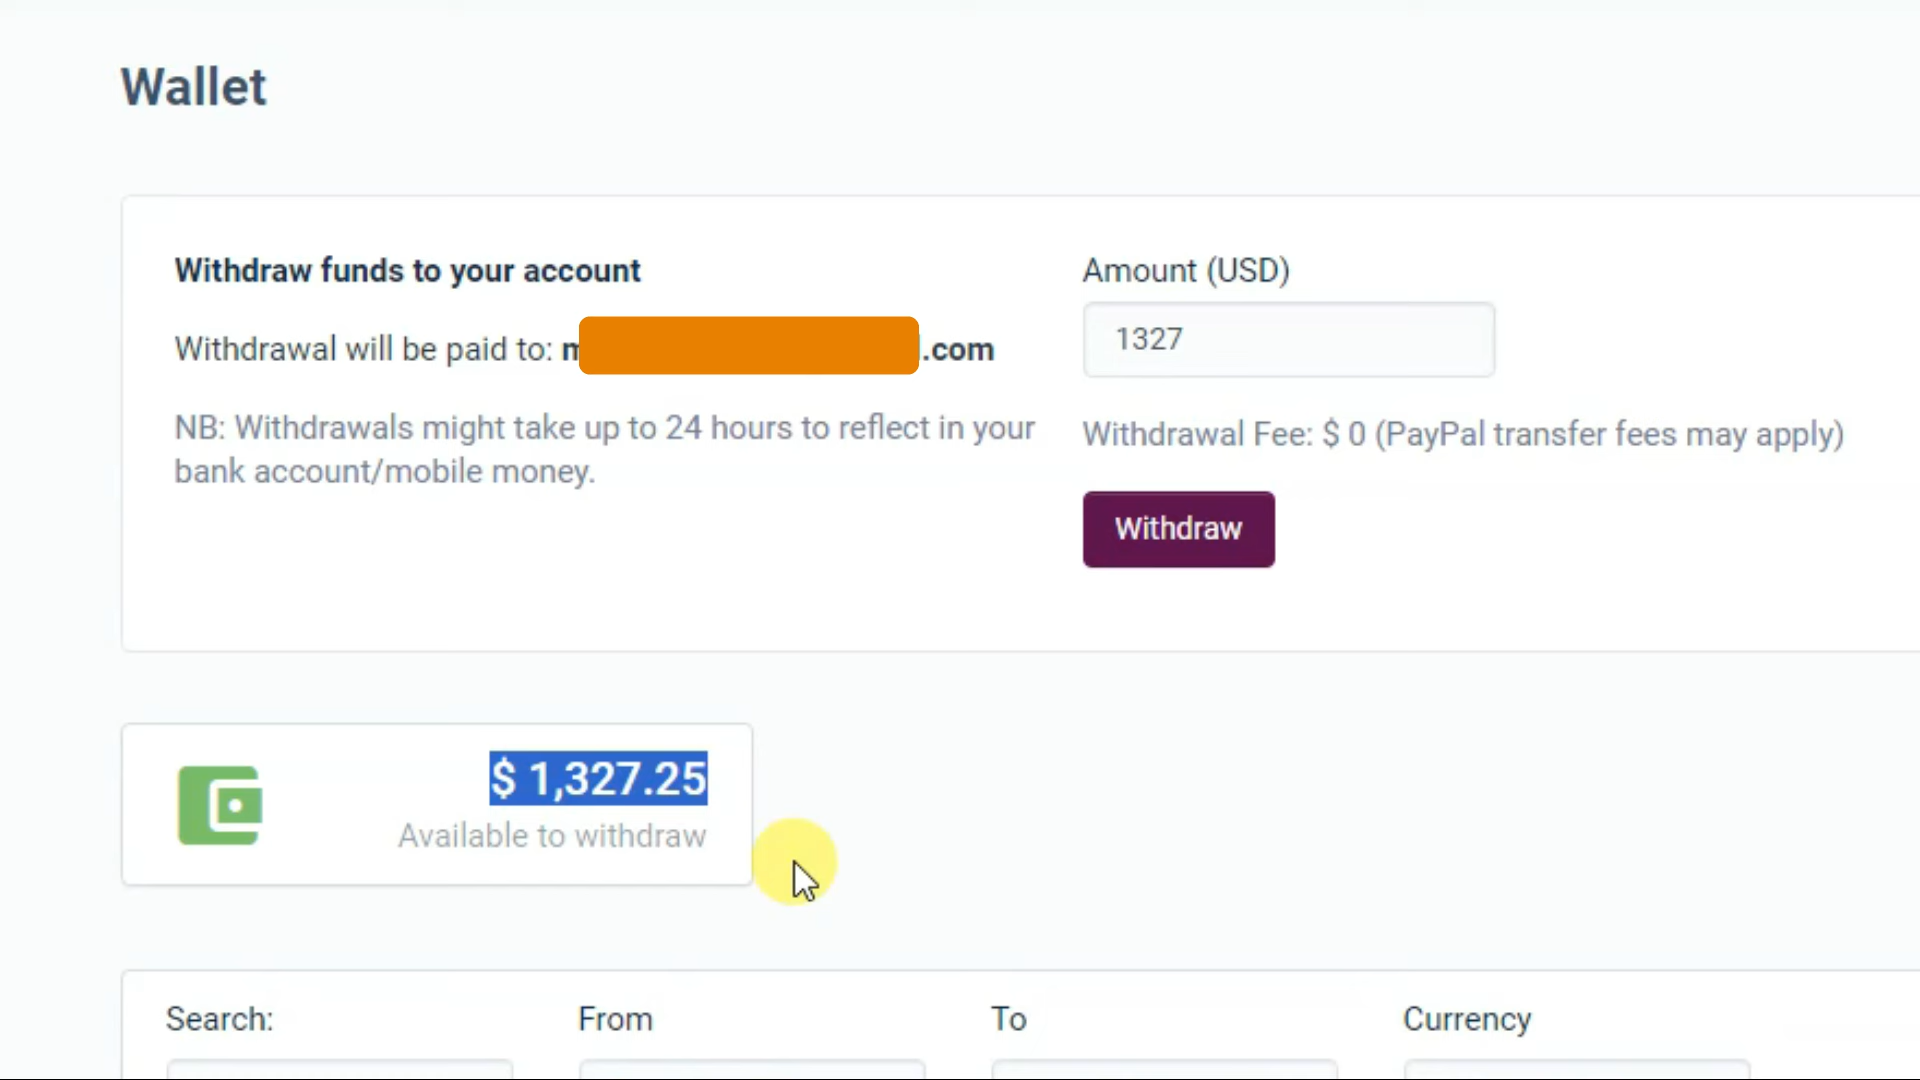 Wallet
Withdraw funds to your account
Withdrawal will be paid to: m .com
NB: Withdrawals might take up to 24 hours to reflect in your
bank account/mobile money.
Amount (USD)
1327
Withdrawal Fee: $ 0 (PayPal transfer fees may apply)
Withdraw
$ 1,327.25
Available to withdraw
Search:
From
To
Currency